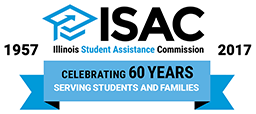 ISAC
1957 Illinois Student Assistance Commission 2017
CELEBRATING 60 YEARS
SERVING STUDENTS AND FAMILIES